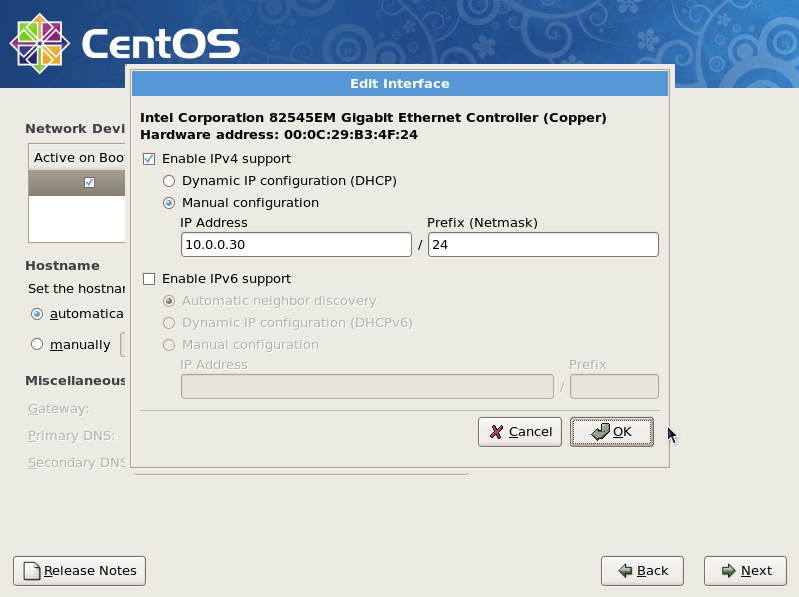 CentOS
Edit Interface
Intel Corporation 82545EM Gigabit Ethernet Controller (Copper)
Hardware address: 00:0C:29:B3:4F:24
Enable IPv4 support
Dynamic IP configuration (DHCP)
Manual configuration
IP Address Prefix (Netmask)
10.0.0.30 / 24
Enable IPv6 support
Automatic neighbor discovery
Dynamic IP configuration (DHCPv6)
Manual configuration
IP Address Prefix
/
Cancel OK
Network Devi
Active on Boo
Hostname
Set the hostnar
automatica
manually
Miscellaneous
Gateway:
Primary DNS:
Secondary DNS
Release Notes Back Next